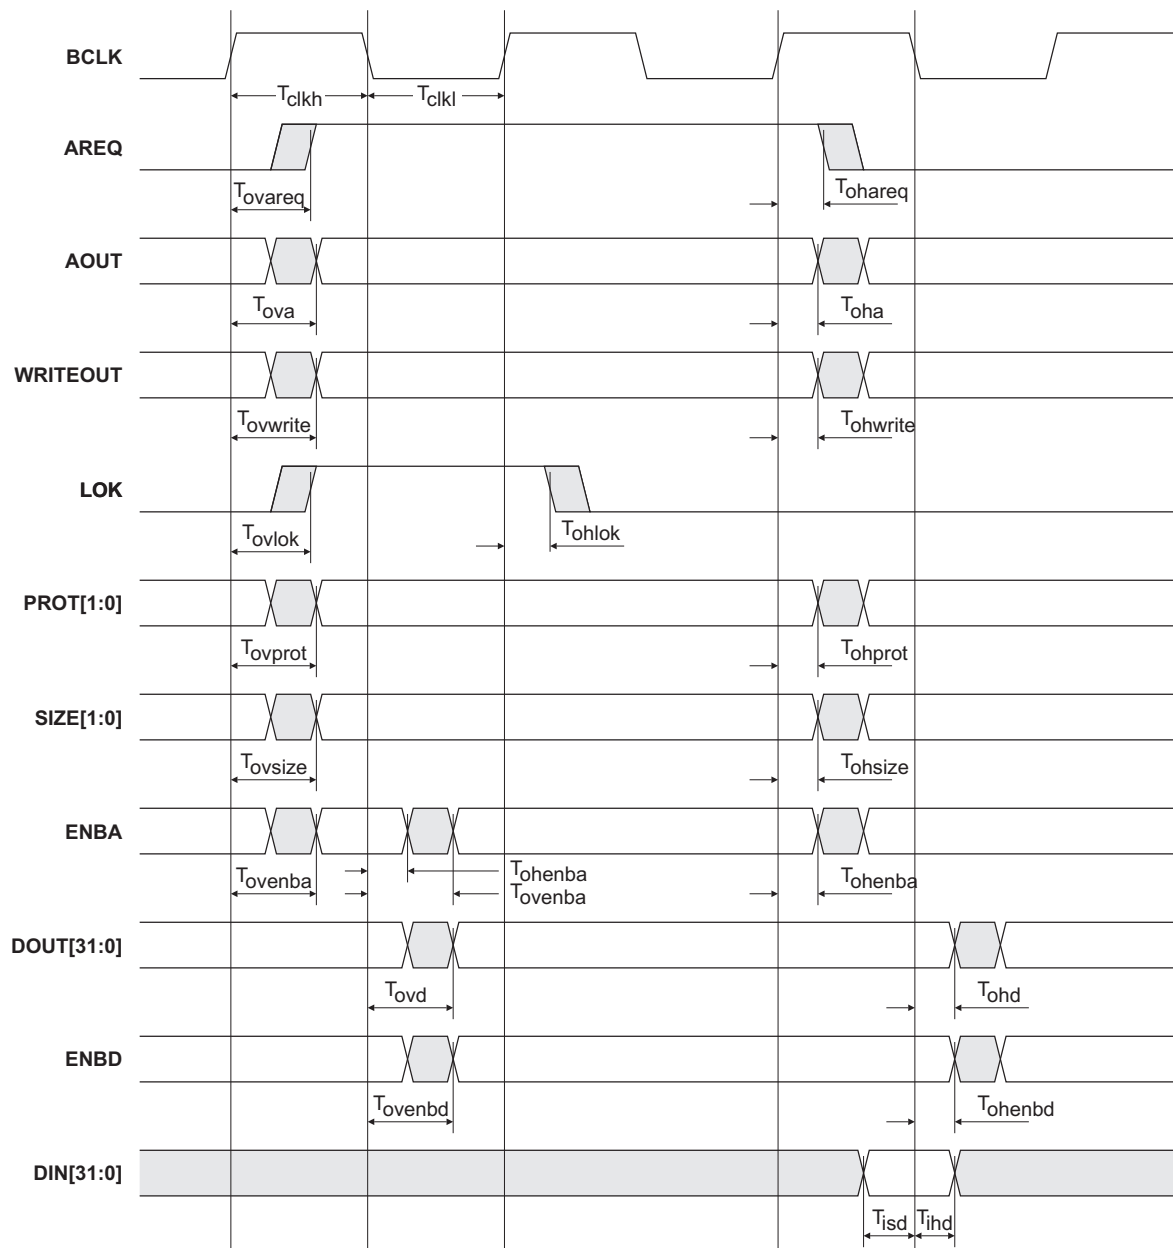 BCLK
Tclkh Tclkl
AREQ
Tovareq Tohareq
AOUT
Tova Toha
WRITEOUT
Tovwrite Tohwrite
LOK
Tovlok Tohlok
PROT[1:0]
Tovprot Tohprot
SIZE[1:0]
Tovsize Tohsize
ENBA
Tovenba Tohenba Tohenba
Tovenba
DOUT[31:0]
Tovd Tohd
ENBD
Tovenbd Tohenbd
DIN[31:0]
Tisd Tihd